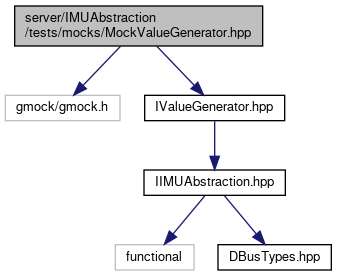 server/IMUAbstraction
/tests/mocks/MockValueGenerator.hpp
gmock/gmock.h
IValueGenerator.hpp
IIMUAbstraction.hpp
functional
DBusTypes.hpp